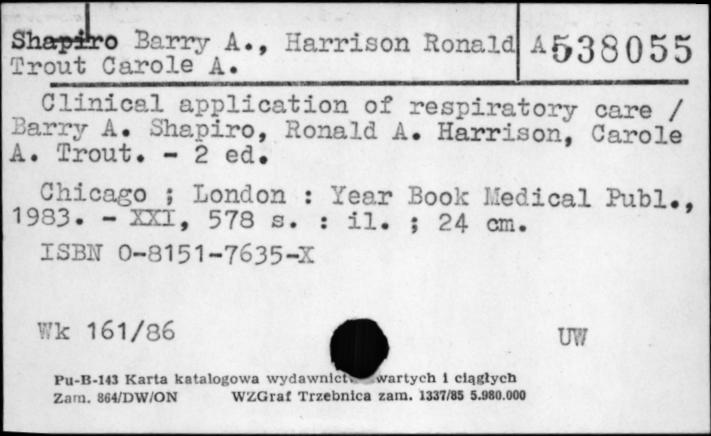 Shapiro Barry A., Harrison Ronald A538055
Trout Carole A.
Clinical application of respiratory care /
Barry A. Shapiro, Ronald A. Harrison, Carole
A. Trout. - 2 ed.
Chicago ; London : Year Book Medical Publ.,
1983. - XXI, 578 s. : il. ; 24 cm.
ISBN 0-8151-7635-X
Wk 161/86 UW
Pu-B-143 Karta katalogowa wydawnict wartych i ciągłych
Zam. 864/DW/ON WZGraf Trzebnica zam. 1337/85 5.980.000